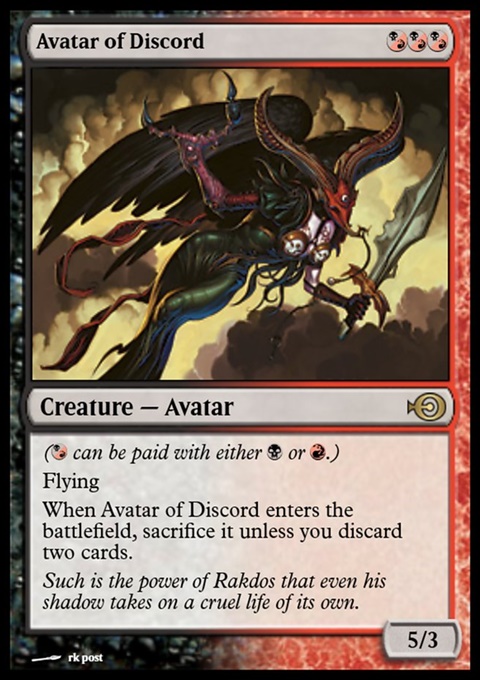 Avatar of Discord
Creature — Avatar
( can be paid with either or .)
Flying
When Avatar of Discord enters the
battlefield, sacrifice it unless you discard
two cards.
Such is the power of Rakdos that even his
shadow takes on a cruel life of its own.
5/3
rk post